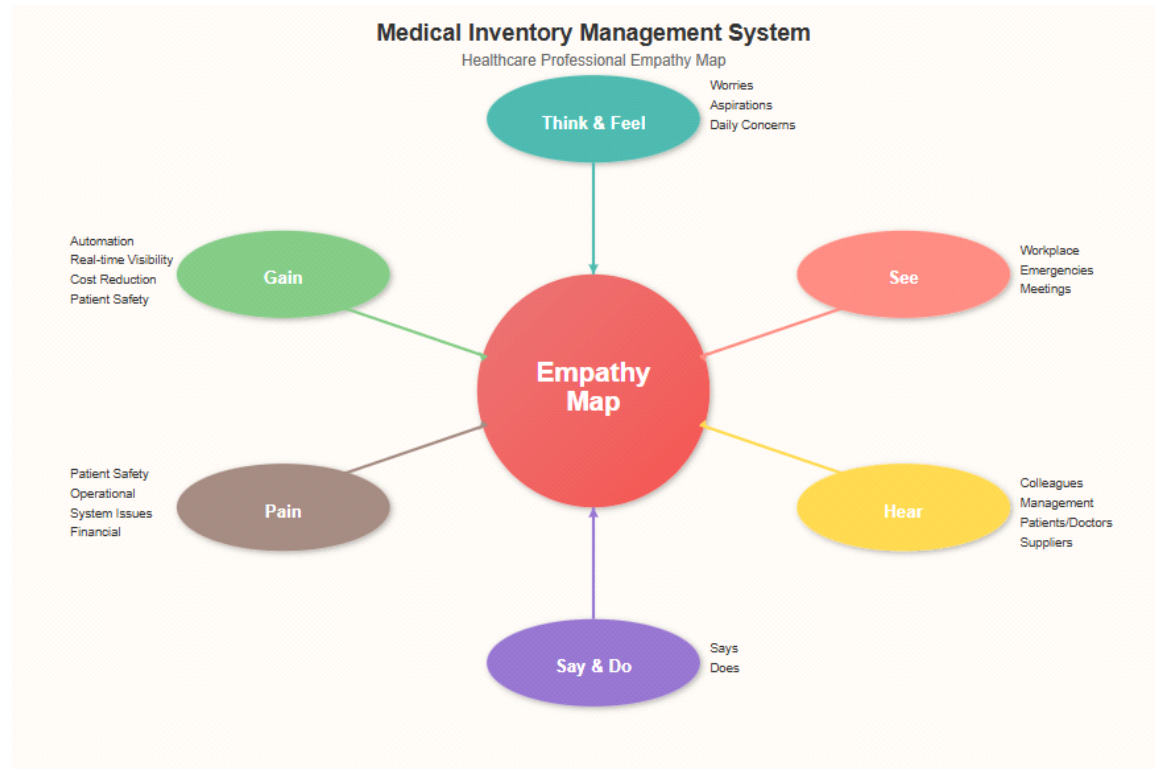 Medical Inventory Management System
Healthcare Professional Empathy Map
Think & Feel
Worries
Aspirations
Daily Concerns
Automation
Real-time Visibility
Cost Reduction
Patient Safety
Gain
See
Workplace
Emergencies
Meetings
Empathy
Map
Patient Safety
Operational
System Issues
Financial
Pain
Hear
Colleagues
Management
Patients/Doctors
Suppliers
Say & Do
Says
Does